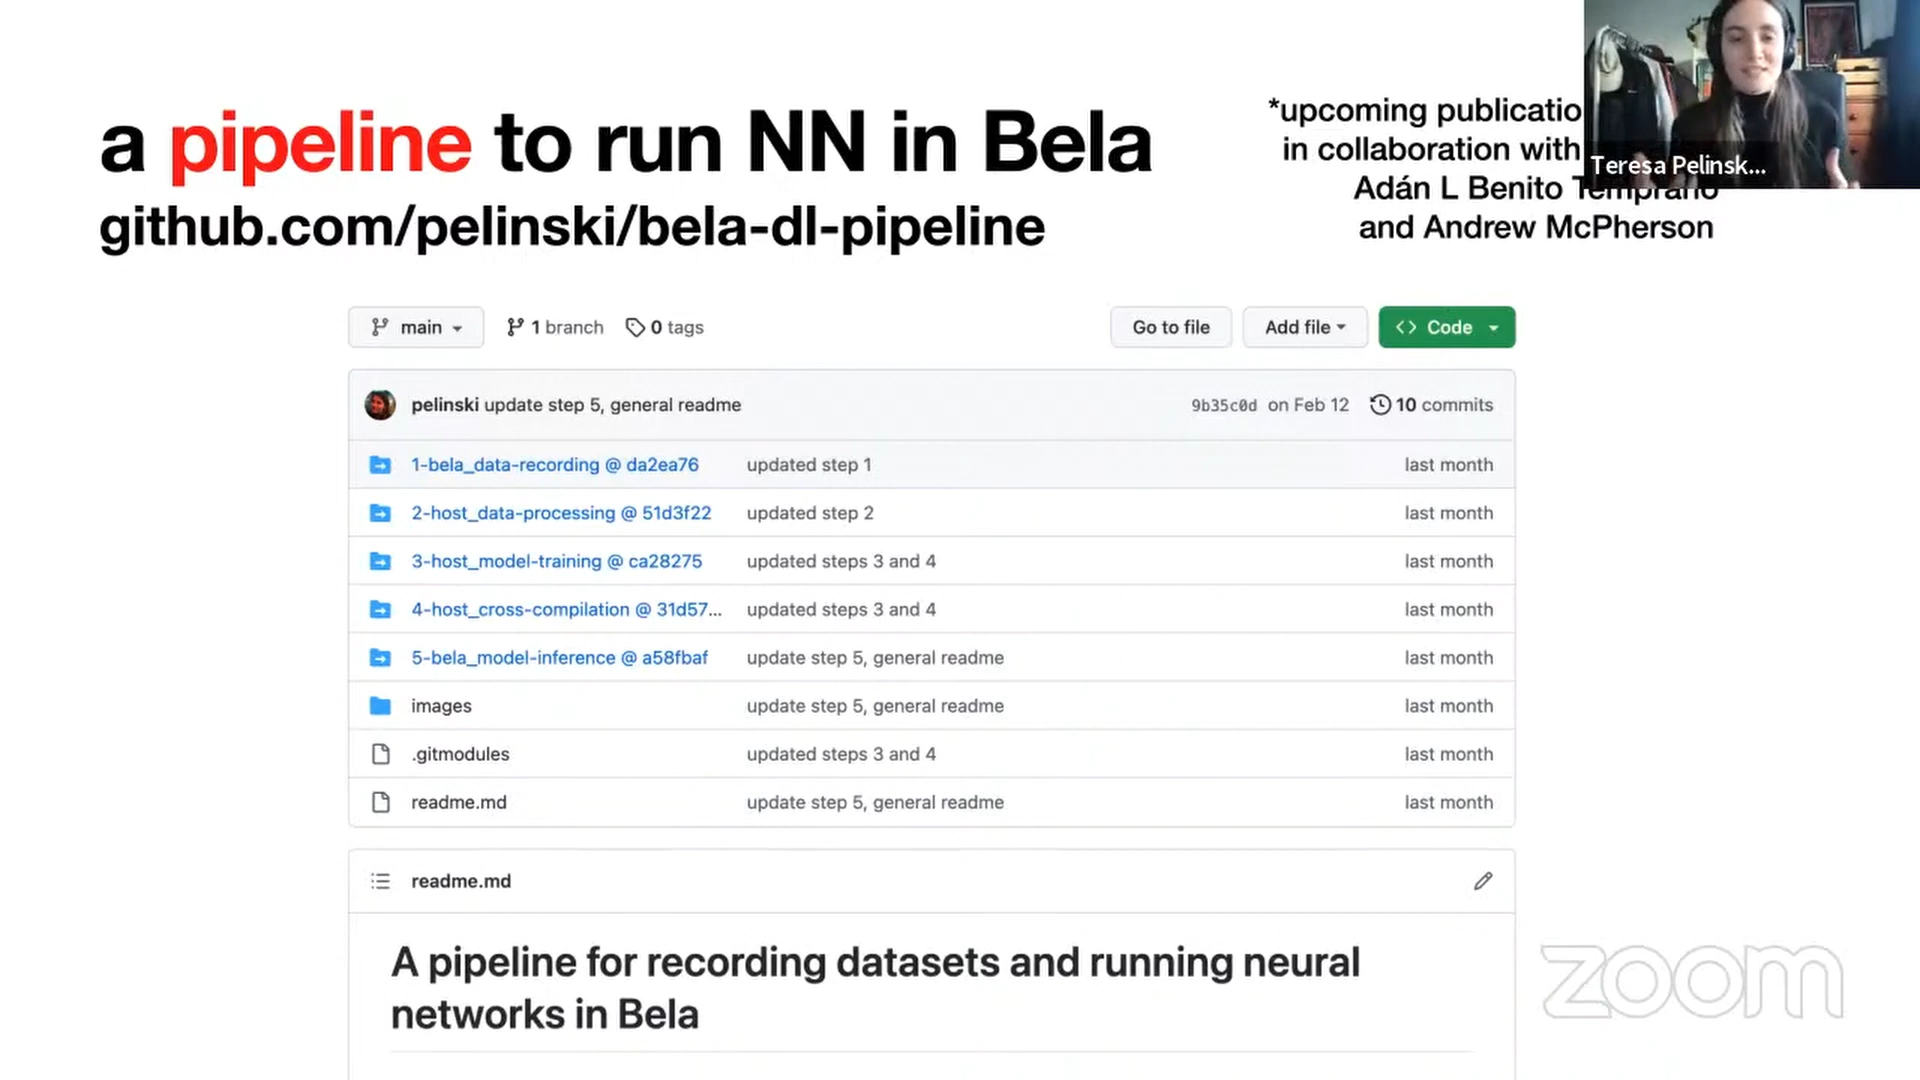 a pipeline to run NN in Bela
github.com/pelinski/bela-dl-pipeline
*upcoming publicatio
in collaboration with
Adán L Benito Temprano
and Andrew McPherson
Teresa Pelinsk...
main
1 branch
0 tags
Go to file
Add file
Code
pelinski update step 5, general readme
9b35c0d on Feb 12
10 commits
1-bela_data-recording @ da2ea76 updated step 1 last month
2-host_data-processing @ 51d3f22 updated step 2 last month
3-host_model-training @ ca28275 updated steps 3 and 4 last month
4-host_cross-compilation @ 31d57... updated steps 3 and 4 last month
5-bela_model-inference @ a58fbaf update step 5, general readme last month
images update step 5, general readme last month
.gitmodules updated steps 3 and 4 last month
readme.md update step 5, general readme last month
readme.md
A pipeline for recording datasets and running neural
networks in Bela
zoom